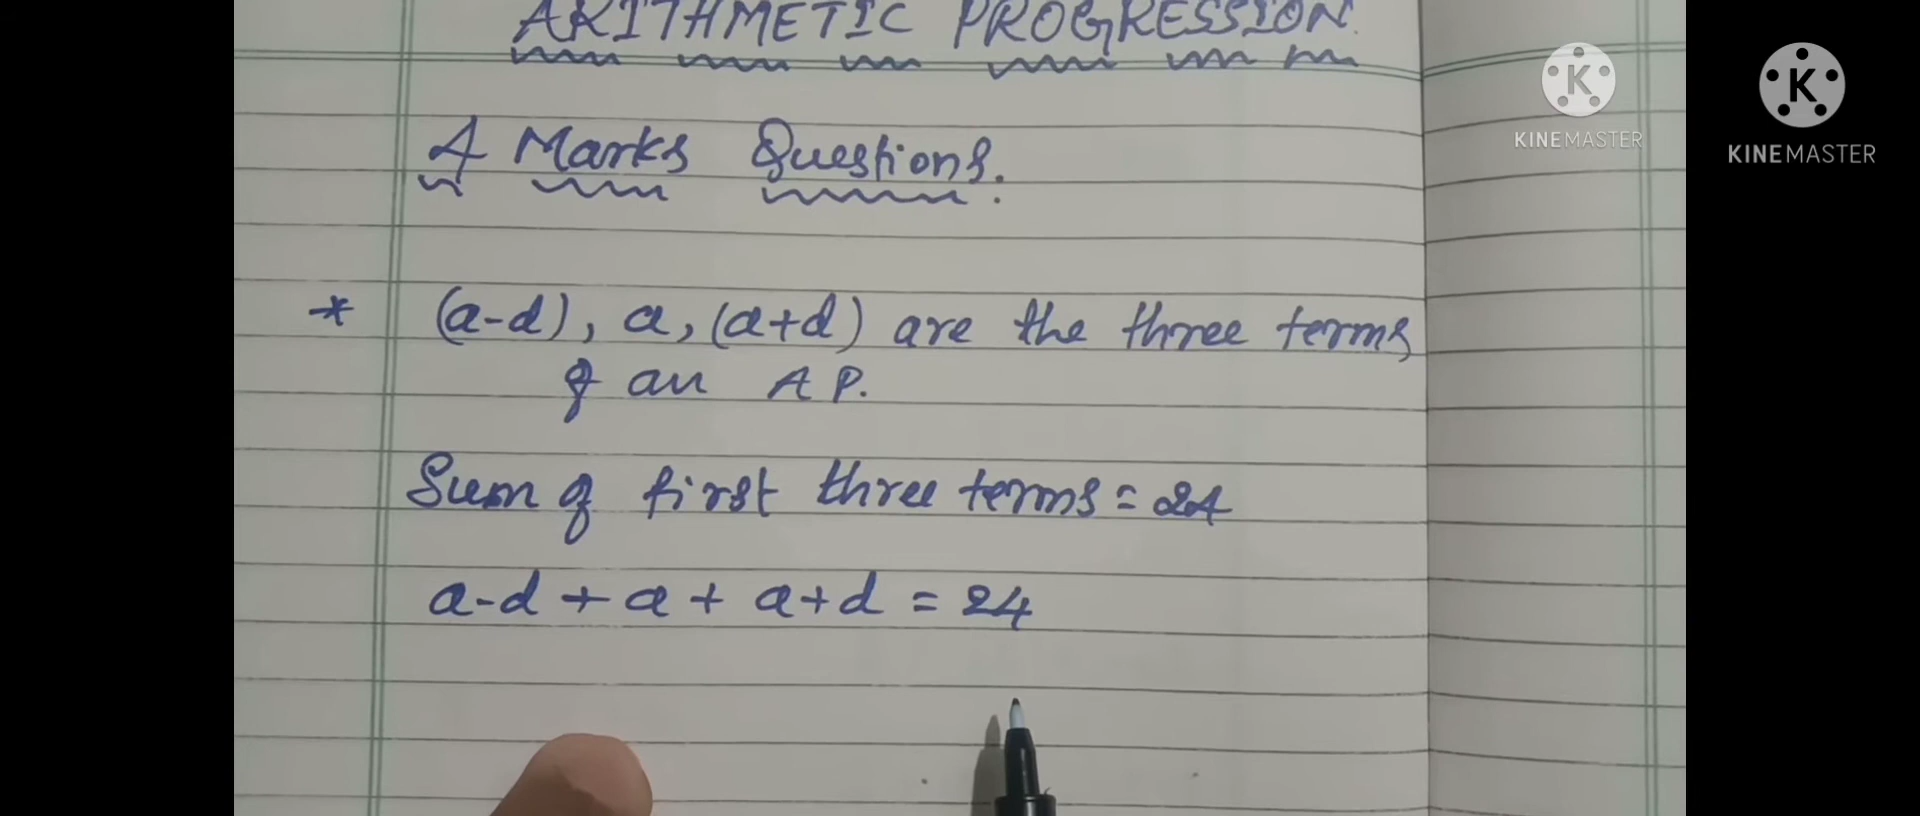 ARITHMETIC PROGRESSION.
4 Marks Questions.
* (a-d), a, (a+d) are the three terms
of an AP.
Sum of first three terms = 24
a-d + a + a+d = 24
K
KINEMASTER
K
KINEMASTER